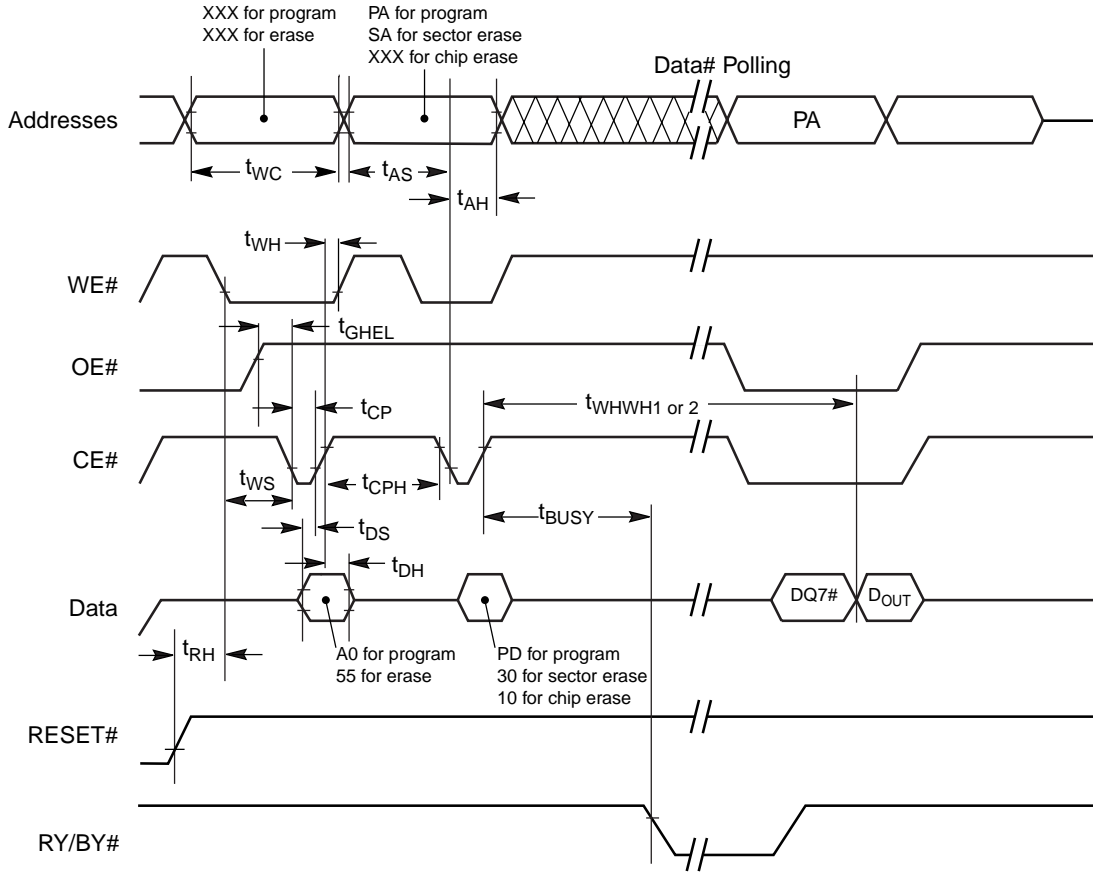 XXX for program
XXX for erase
PA for program
SA for sector erase
XXX for chip erase
Data# Polling
Addresses
PA
tWC
tAS
tAH
tWH
WE#
tGHEL
OE#
tWHWH1 or 2
tCP
CE#
tWS
tCPH
tBUSY
tDS
tDH
Data
DQ7#
DOUT
tRH
A0 for program
55 for erase
PD for program
30 for sector erase
10 for chip erase
RESET#
RY/BY#